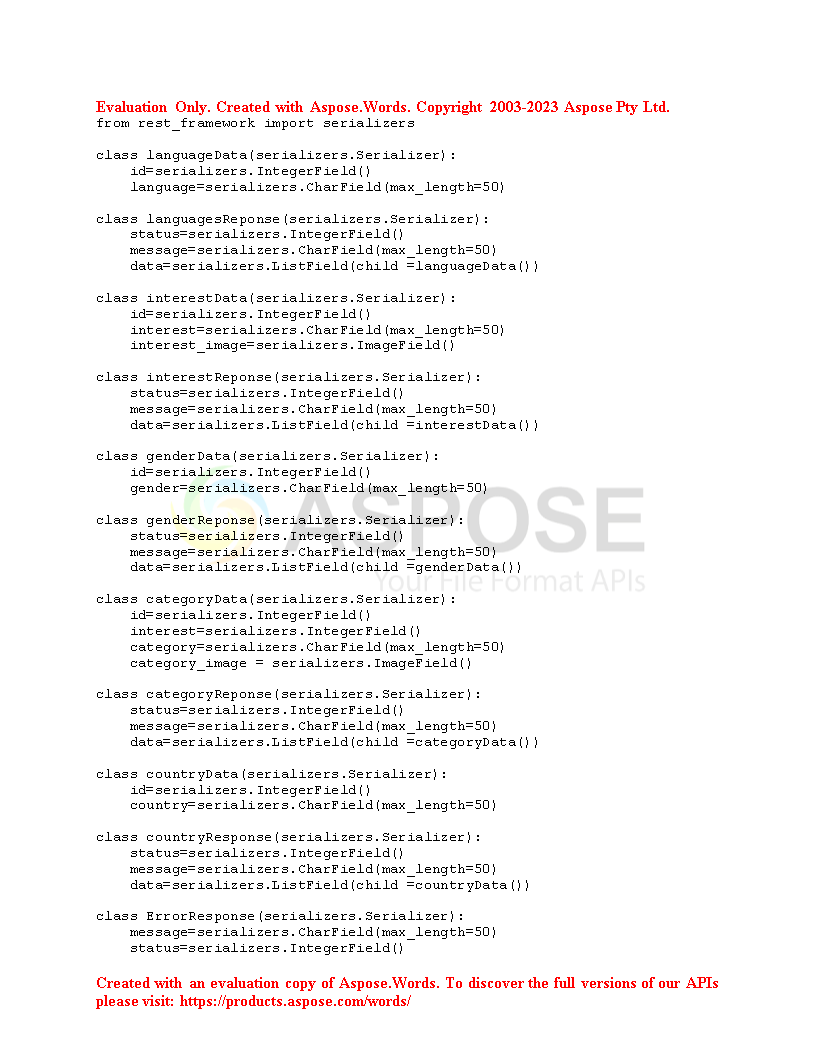 Evaluation Only. Created with Aspose.Words. Copyright 2003-2023 Aspose Pty Ltd.
from rest_framework import serializers

class languageData(serializers.Serializer):
    id=serializers.IntegerField()
    language=serializers.CharField(max_length=50)

class languagesReponse(serializers.Serializer):
    status=serializers.IntegerField()
    message=serializers.CharField(max_length=50)
    data=serializers.ListField(child =languageData())

class interestData(serializers.Serializer):
    id=serializers.IntegerField()
    interest=serializers.CharField(max_length=50)
    interest_image=serializers.ImageField()

class interestReponse(serializers.Serializer):
    status=serializers.IntegerField()
    message=serializers.CharField(max_length=50)
    data=serializers.ListField(child =interestData())

class genderData(serializers.Serializer):
    id=serializers.IntegerField()
    gender=serializers.CharField(max_length=50)

class genderReponse(serializers.Serializer):
    status=serializers.IntegerField()
    message=serializers.CharField(max_length=50)
    data=serializers.ListField(child =genderData())
ASPOSE
Your File Format APIs

class categoryData(serializers.Serializer):
    id=serializers.IntegerField()
    interest=serializers.IntegerField()
    category=serializers.CharField(max_length=50)
    category_image = serializers.ImageField()

class categoryReponse(serializers.Serializer):
    status=serializers.IntegerField()
    message=serializers.CharField(max_length=50)
    data=serializers.ListField(child =categoryData())

class countryData(serializers.Serializer):
    id=serializers.IntegerField()
    country=serializers.CharField(max_length=50)

class countryResponse(serializers.Serializer):
    status=serializers.IntegerField()
    message=serializers.CharField(max_length=50)
    data=serializers.ListField(child =countryData())

class ErrorResponse(serializers.Serializer):
    message=serializers.CharField(max_length=50)
    status=serializers.IntegerField()

Created with an evaluation copy of Aspose.Words. To discover the full versions of our APIs
please visit: https://products.aspose.com/words/